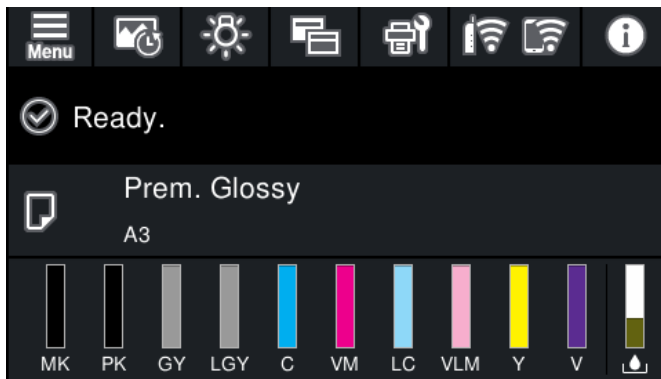 Menu
Ready.
Prem. Glossy
A3
MK PK GY LGY C VM LC VLM Y V